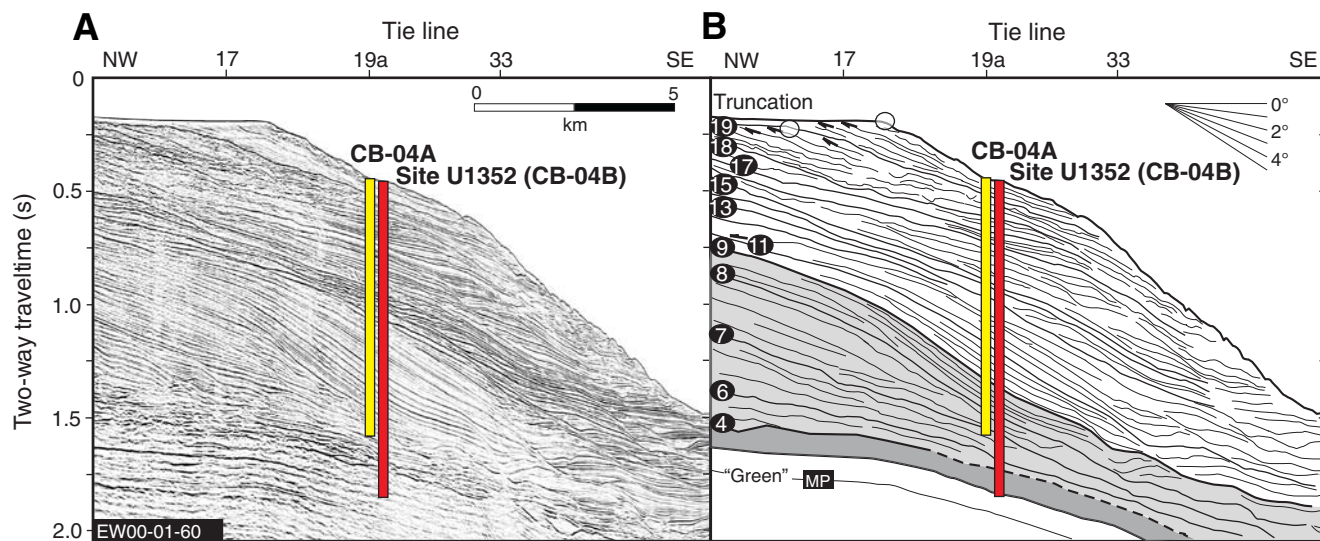 A
Tie line
NW 17 19a 33 SE
0
0.5
1.0
1.5
2.0
Two-way traveltime (s)
0 5
km
CB-04A
Site U1352 (CB-04B)
EW00-01-60
B
Tie line
NW 17 19a 33 SE
Truncation
0°
2°
4°
CB-04A
Site U1352 (CB-04B)
19
18
17
15
13
11
9
8
7
6
4
"Green" MP